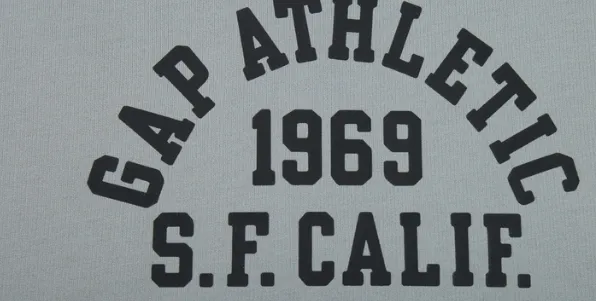 GAP ATHLETIC
1969
S.F. CALIF.